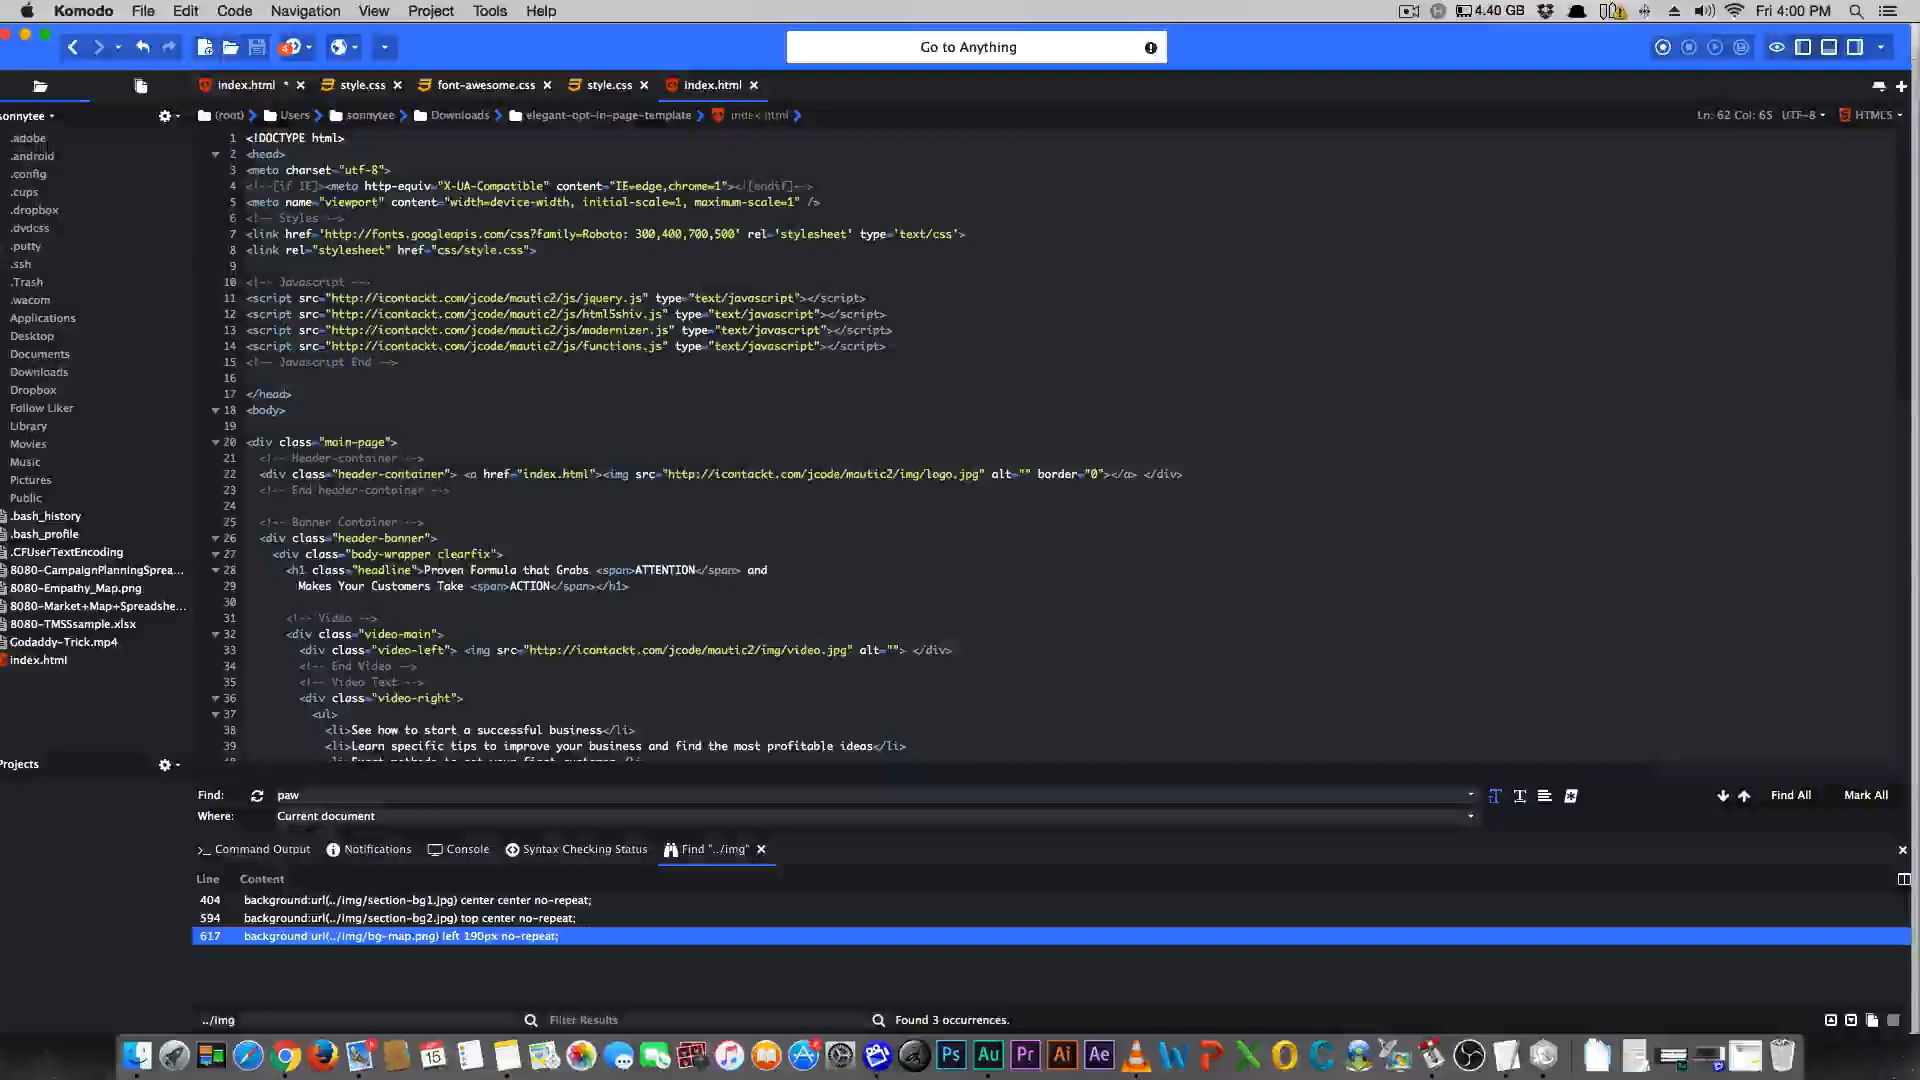 Komodo File Edit Code Navigation View Project Tools Help 4.40 GB Fri 4:00 PM
4 Go to Anything
index.html * style.css font-awesome.css style.css index.html
sonnytee (root) Users sonnytee Downloads elegant-opt-in-page-template index.html Ln: 62 Col: 65 UTF-8 HTML5
.adobe
.android
.config
.cups
.dropbox
.dvdcss
.putty
.ssh
.Trash
.wacom
Applications
Desktop
Documents
Downloads
Dropbox
Follow Liker
Library
Movies
Music
Pictures
Public
.bash_history
.bash_profile
.CFUserTextEncoding
8080-CampaignPlanningSprea...
8080-Empathy_Map.png
8080-Market+Map+Spreadshe...
8080-TMSSsample.xlsx
Godaddy-Trick.mp4
index.html
Projects
1 <!DOCTYPE html>
2 <head>
3 <meta charset="utf-8">
4 <!--[if IE]><meta http-equiv="X-UA-Compatible" content="IE=edge,chrome=1"><![endif]-->
5 <meta name="viewport" content="width=device-width, initial-scale=1, maximum-scale=1" />
6 <!-- Styles -->
7 <link href='http://fonts.googleapis.com/css?family=Roboto: 300,400,700,500' rel='stylesheet' type='text/css'>
8 <link rel="stylesheet" href="css/style.css">
9
10 <!-- Javascript -->
11 <script src="http://icontackt.com/jcode/mautic2/js/jquery.js" type="text/javascript"></script>
12 <script src="http://icontackt.com/jcode/mautic2/js/html5shiv.js" type="text/javascript"></script>
13 <script src="http://icontackt.com/jcode/mautic2/js/modernizer.js" type="text/javascript"></script>
14 <script src="http://icontackt.com/jcode/mautic2/js/functions.js" type="text/javascript"></script>
15 <!-- Javascript End -->
16
17 </head>
18 <body>
19
20 <div class="main-page">
21 <!-- Header-container -->
22 <div class="header-container"> <a href="index.html"><img src="http://icontackt.com/jcode/mautic2/img/logo.jpg" alt="" border="0"></a> </div>
23 <!-- End header-container -->
24
25 <!-- Banner Container -->
26 <div class="header-banner">
27 <div class="body-wrapper clearfix">
28 <h1 class="headline">Proven Formula that Grabs <span>ATTENTION</span> and
29 Makes Your Customers Take <span>ACTION</span></h1>
30
31 <!-- Video -->
32 <div class="video-main">
33 <div class="video-left"> <img src="http://icontackt.com/jcode/mautic2/img/video.jpg" alt=""> </div>
34 <!-- End Video -->
35 <!-- Video Text -->
36 <div class="video-right">
37 <ul>
38 <li>See how to start a successful business</li>
39 <li>Learn specific tips to improve your business and find the most profitable ideas</li>
Find: paw Find All Mark All
Where: Current document
Command Output Notifications Console Syntax Checking Status Find "../img"
Line Content
404 background:url(../img/section-bg1.jpg) center center no-repeat;
594 background:url(../img/section-bg2.jpg) top center no-repeat;
617 background:url(../img/bg-map.png) left 190px no-repeat;
../img Filter Results Found 3 occurrences.
15 Ps Au Pr Ai Ae